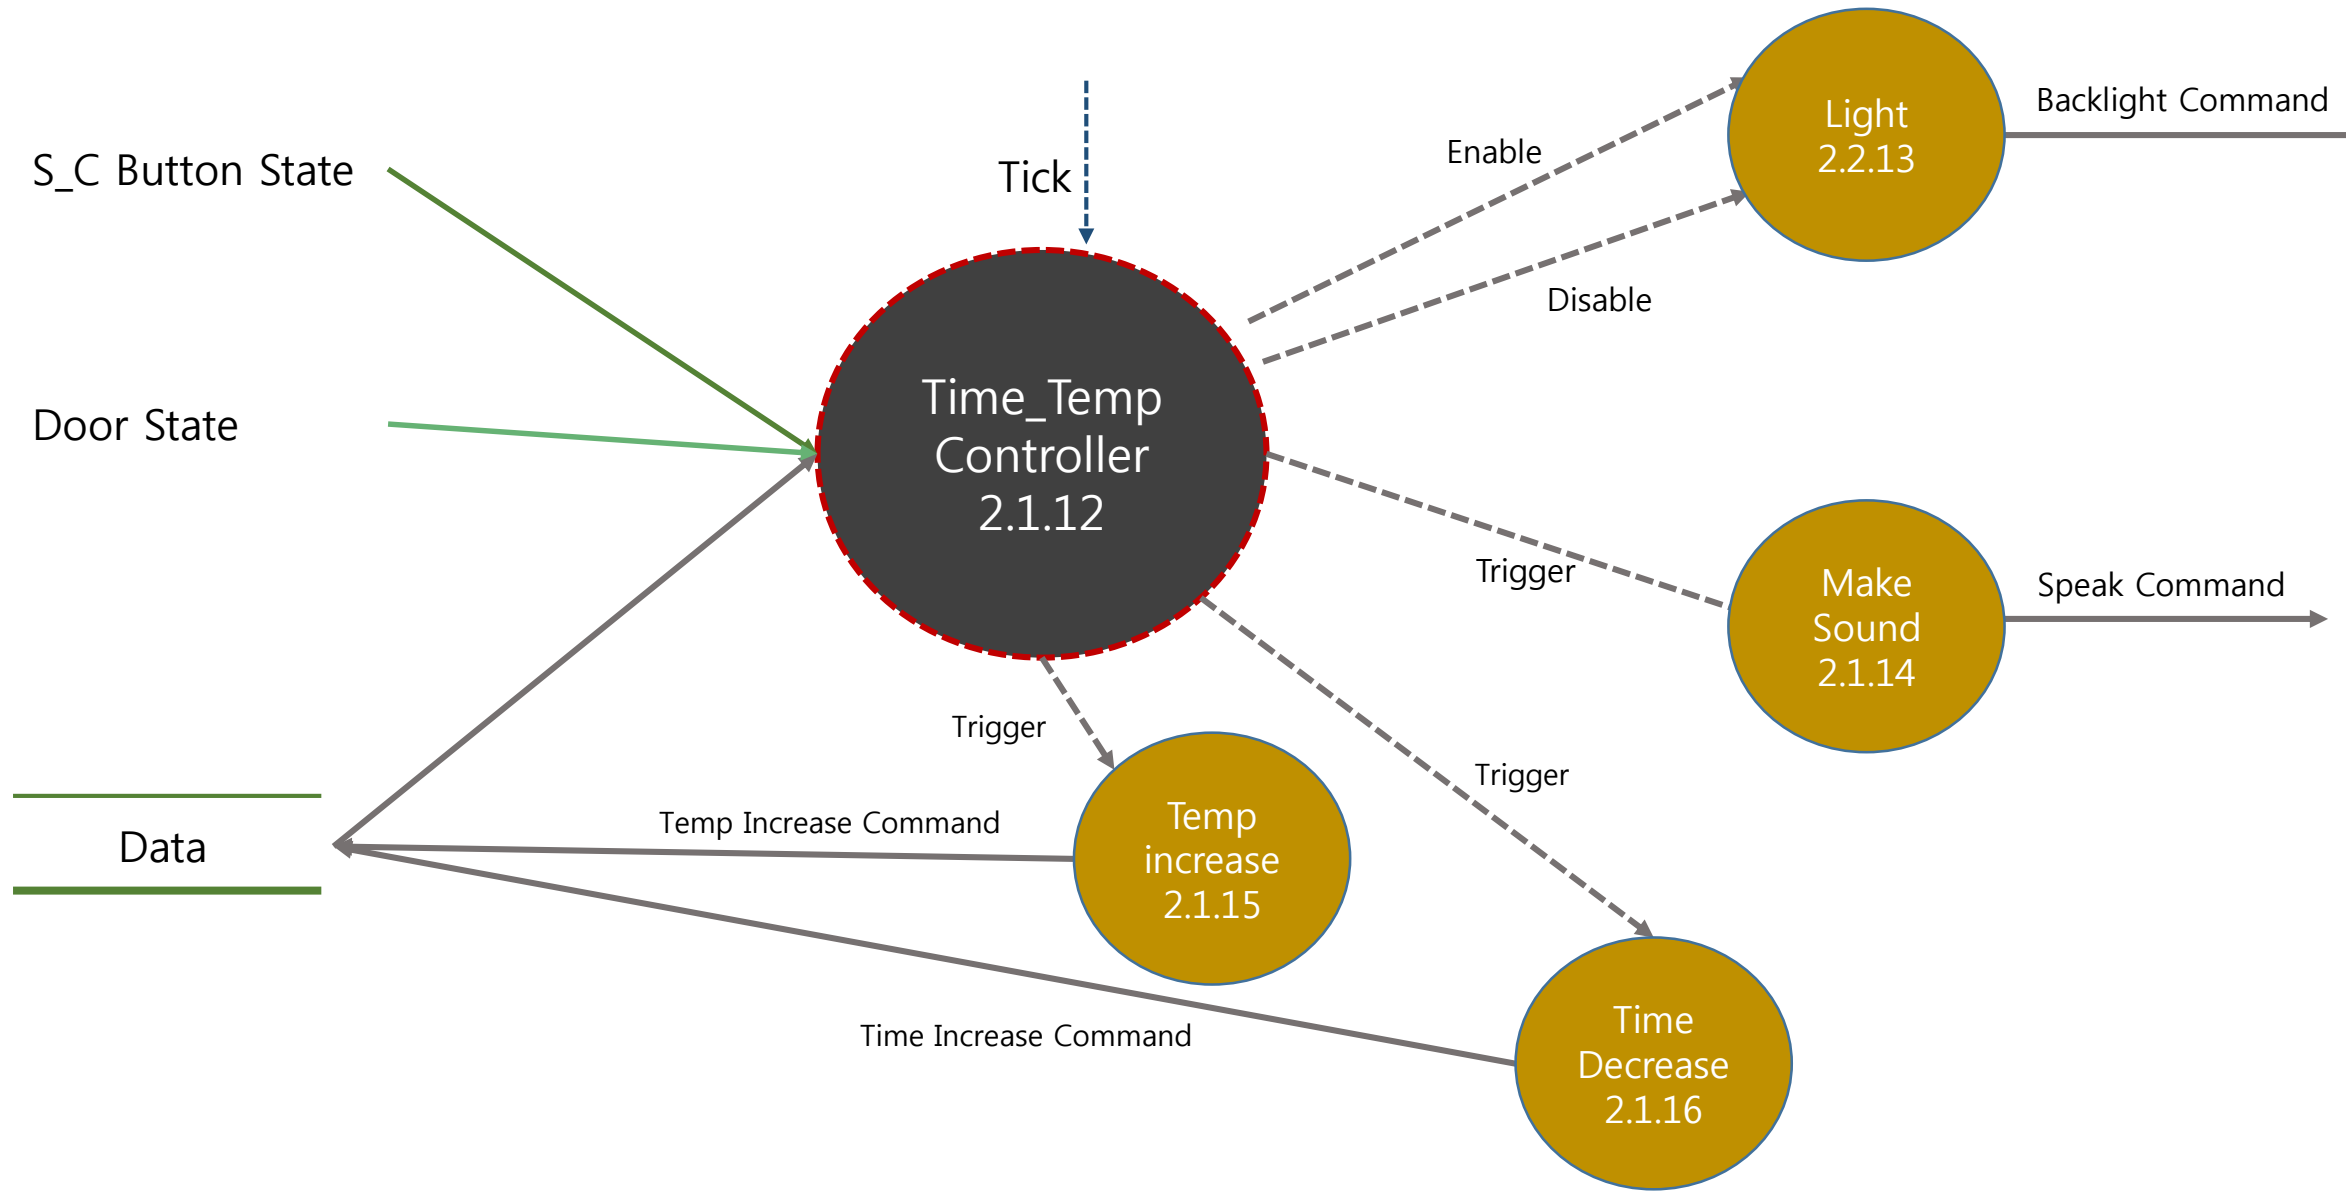 Light
2.2.13
Backlight Command
Enable
S_C Button State
Tick
Disable
Time_Temp
Controller
2.1.12
Door State
Trigger
Make
Sound
2.1.14
Speak Command
Trigger
Trigger
Temp Increase Command
Temp
increase
2.1.15
Data
Time Increase Command
Time
Decrease
2.1.16